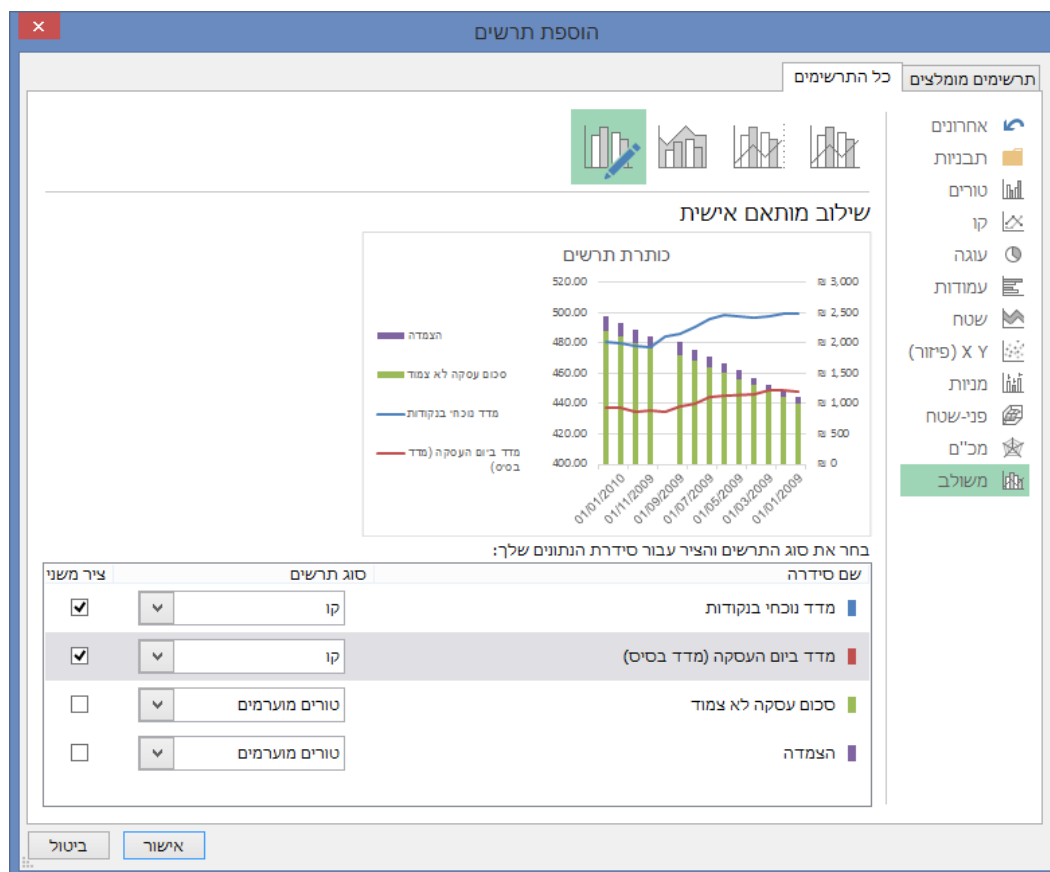 הוספת תרשים
תרשימים מומלצים
כל התרשימים
אחרונים
תבניות
טורים
קו
עוגה
עמודות
שטח
X Y (פיזור)
מניות
פני-שטח
מכ"ם
משולב
שילוב מותאם אישית
כותרת תרשים
₪ 3,000
₪ 2,500
₪ 2,000
₪ 1,500
₪ 1,000
₪ 500
₪ 0
520.00
500.00
480.00
460.00
440.00
420.00
400.00
01/01/2009
01/03/2009
01/05/2009
01/07/2009
01/09/2009
01/11/2009
01/01/2010
הצמדה
סכום עסקה לא צמוד
מדד נוכחי בנקודות
מדד ביום העסקה (מדד
בסיס)
בחר את סוג התרשים והציר עבור סידרת הנתונים שלך:
שם סידרה סוג תרשים ציר משני
מדד נוכחי בנקודות קו
מדד ביום העסקה (מדד בסיס) קו
סכום עסקה לא צמוד טורים מוערמים
הצמדה טורים מוערמים
אישור
ביטול